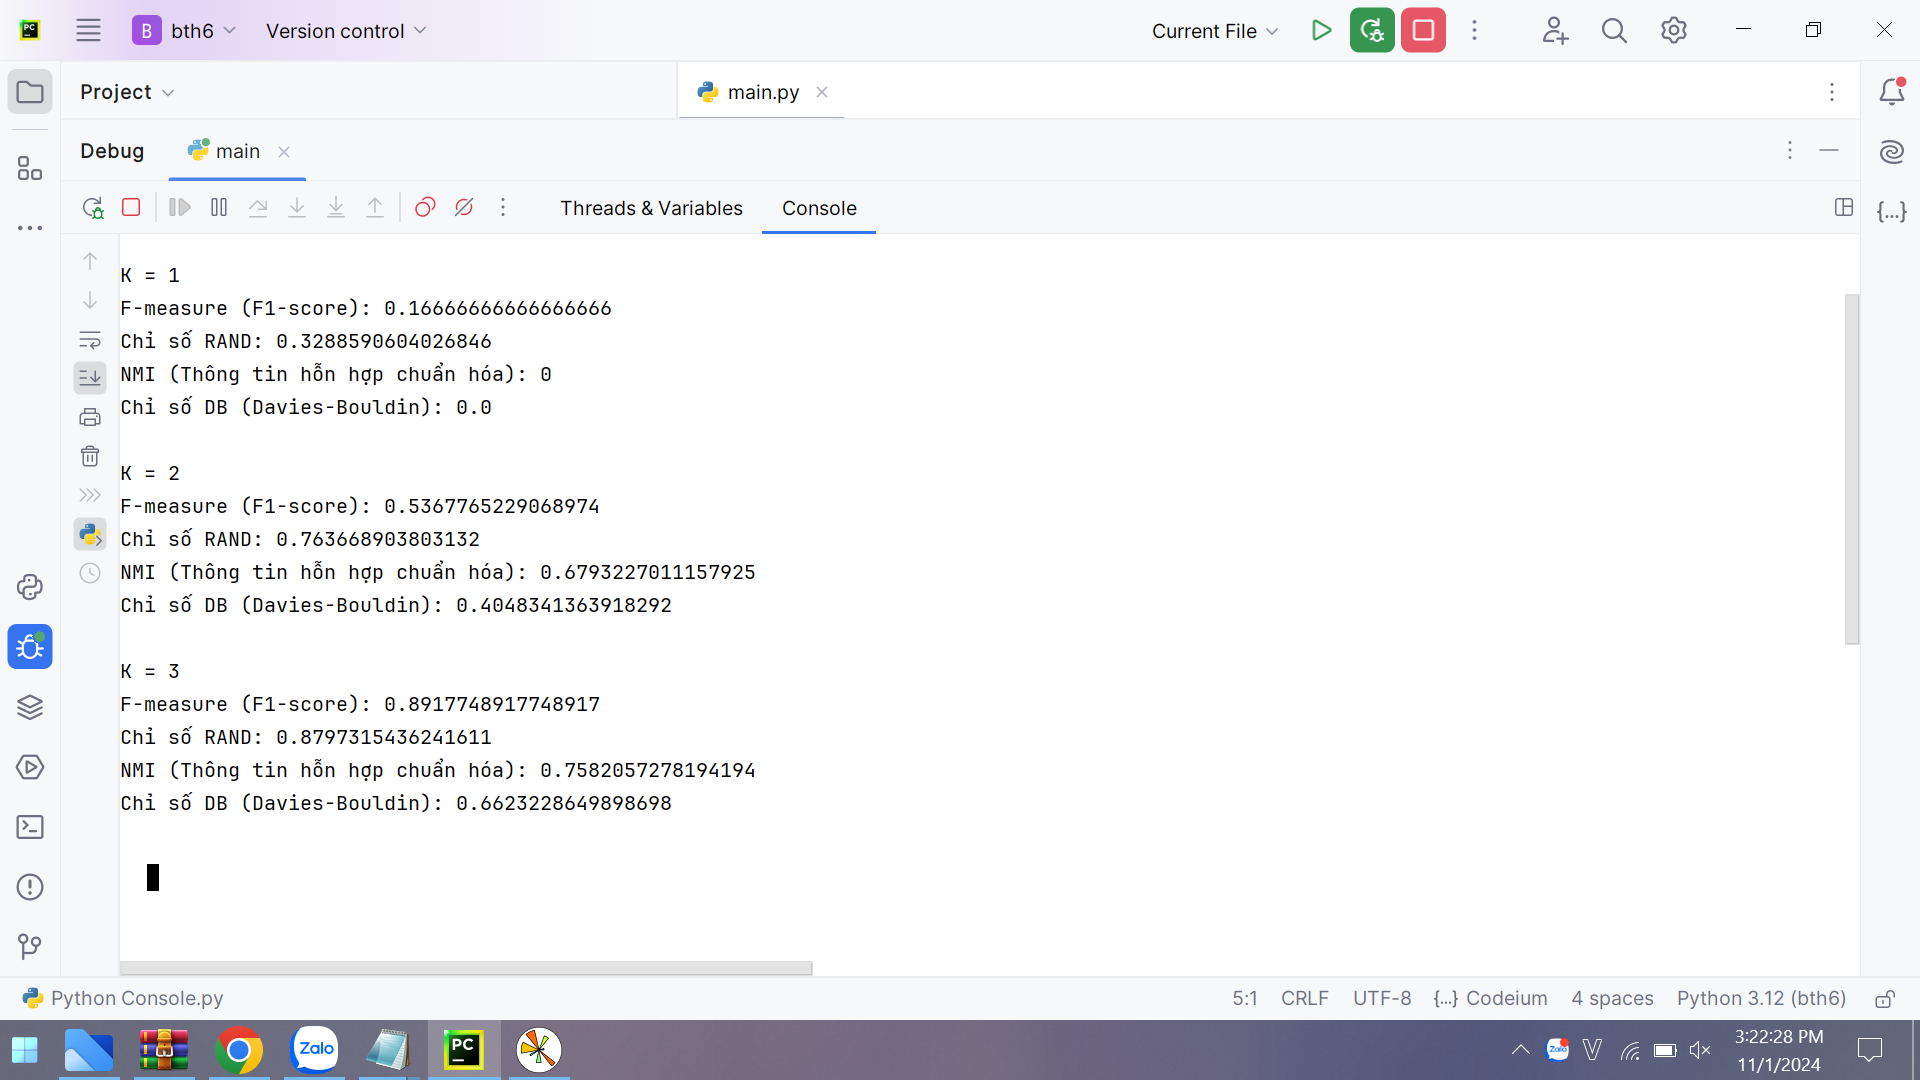 PC
B
bth6
Version control
Current File
Project
main.py
Debug
main
Threads & Variables
Console
{...}
K = 1
F-measure (F1-score): 0.16666666666666666
Chỉ số RAND: 0.3288590604026846
NMI (Thông tin hỗn hợp chuẩn hóa): 0
Chỉ số DB (Davies-Bouldin): 0.0
K = 2
F-measure (F1-score): 0.5367765229068974
Chỉ số RAND: 0.763668903803132
NMI (Thông tin hỗn hợp chuẩn hóa): 0.6793227011157925
Chỉ số DB (Davies-Bouldin): 0.4048341363918292
K = 3
F-measure (F1-score): 0.8917748917748917
Chỉ số RAND: 0.8797315436241611
NMI (Thông tin hỗn hợp chuẩn hóa): 0.7582057278194194
Chỉ số DB (Davies-Bouldin): 0.6623228649898698
Python Console.py
5:1
CRLF
UTF-8
{...} Codeium
4 spaces
Python 3.12 (bth6)
Zalo
PC
Zalo
V
3:22:28 PM
11/1/2024